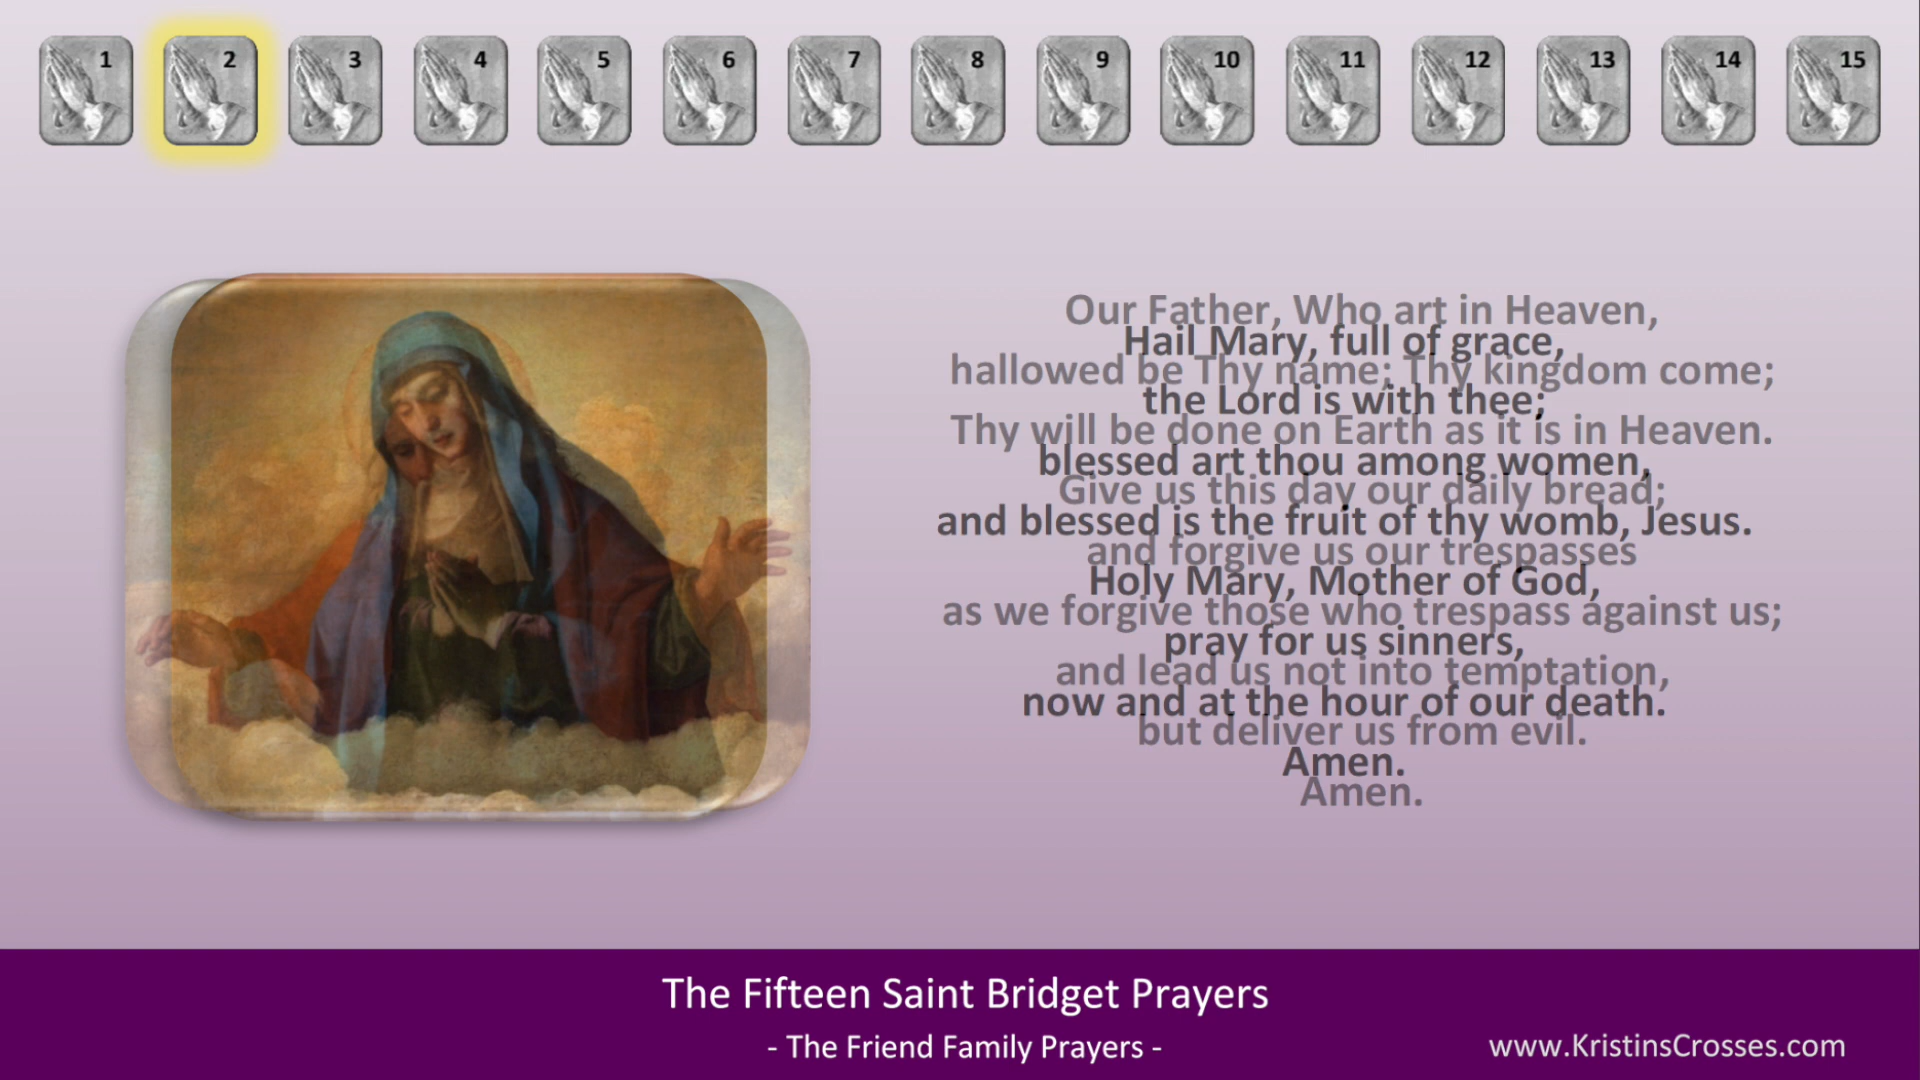 1 2 3 4 5 6 7 8 9 10 11 12 13 14 15
Our Father, Who art in Heaven,
hallowed be Thy name; Thy kingdom come;
Thy will be done on Earth as it is in Heaven.
Give us this day our daily bread;
and forgive us our trespasses
as we forgive those who trespass against us;
and lead us not into temptation,
but deliver us from evil.
Amen.
Hail Mary, full of grace,
the Lord is with thee;
blessed art thou among women,
and blessed is the fruit of thy womb, Jesus.
Holy Mary, Mother of God,
pray for us sinners,
now and at the hour of our death.
Amen.
The Fifteen Saint Bridget Prayers
- The Friend Family Prayers -
www.KristinsCrosses.com